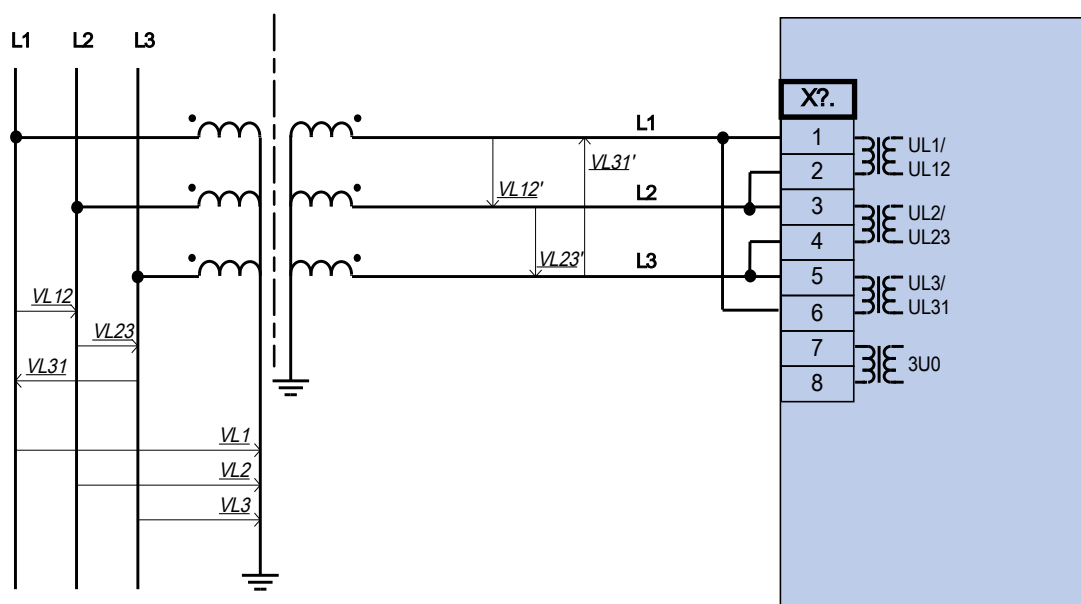 L1 L2 L3
X?.
L1
1
UL1/
UL12
VL31'
2
VL12'
L2
3
UL2/
UL23
4
VL23'
L3
5
UL3/
UL31
6
VL12
VL23
7
3U0
VL31
8
VL1
VL2
VL3